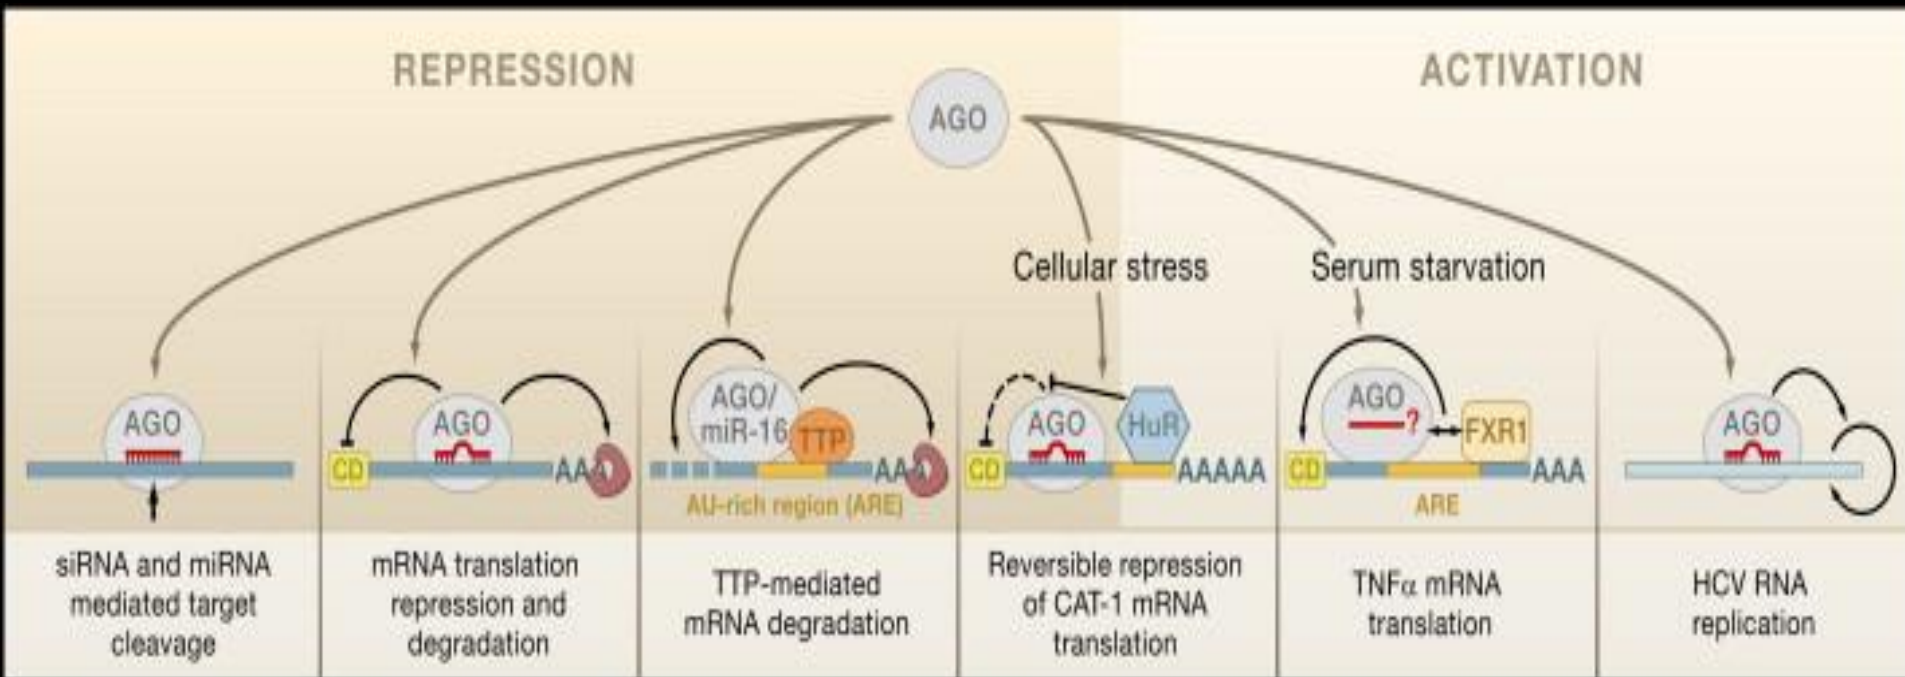 REPRESSION
ACTIVATION
AGO
Cellular stress
Serum starvation
AGO
CD
AGO
AAA
AGO/
miR-16
TTP
AAA
AU-rich region (ARE)
CD
AGO
HuR
AAAAA
CD
AGO
?
FXR1
AAA
ARE
AGO
siRNA and miRNA
mediated target
cleavage
mRNA translation
repression and
degradation
TTP-mediated
mRNA degradation
Reversible repression
of CAT-1 mRNA
translation
TNFα mRNA
translation
HCV RNA
replication